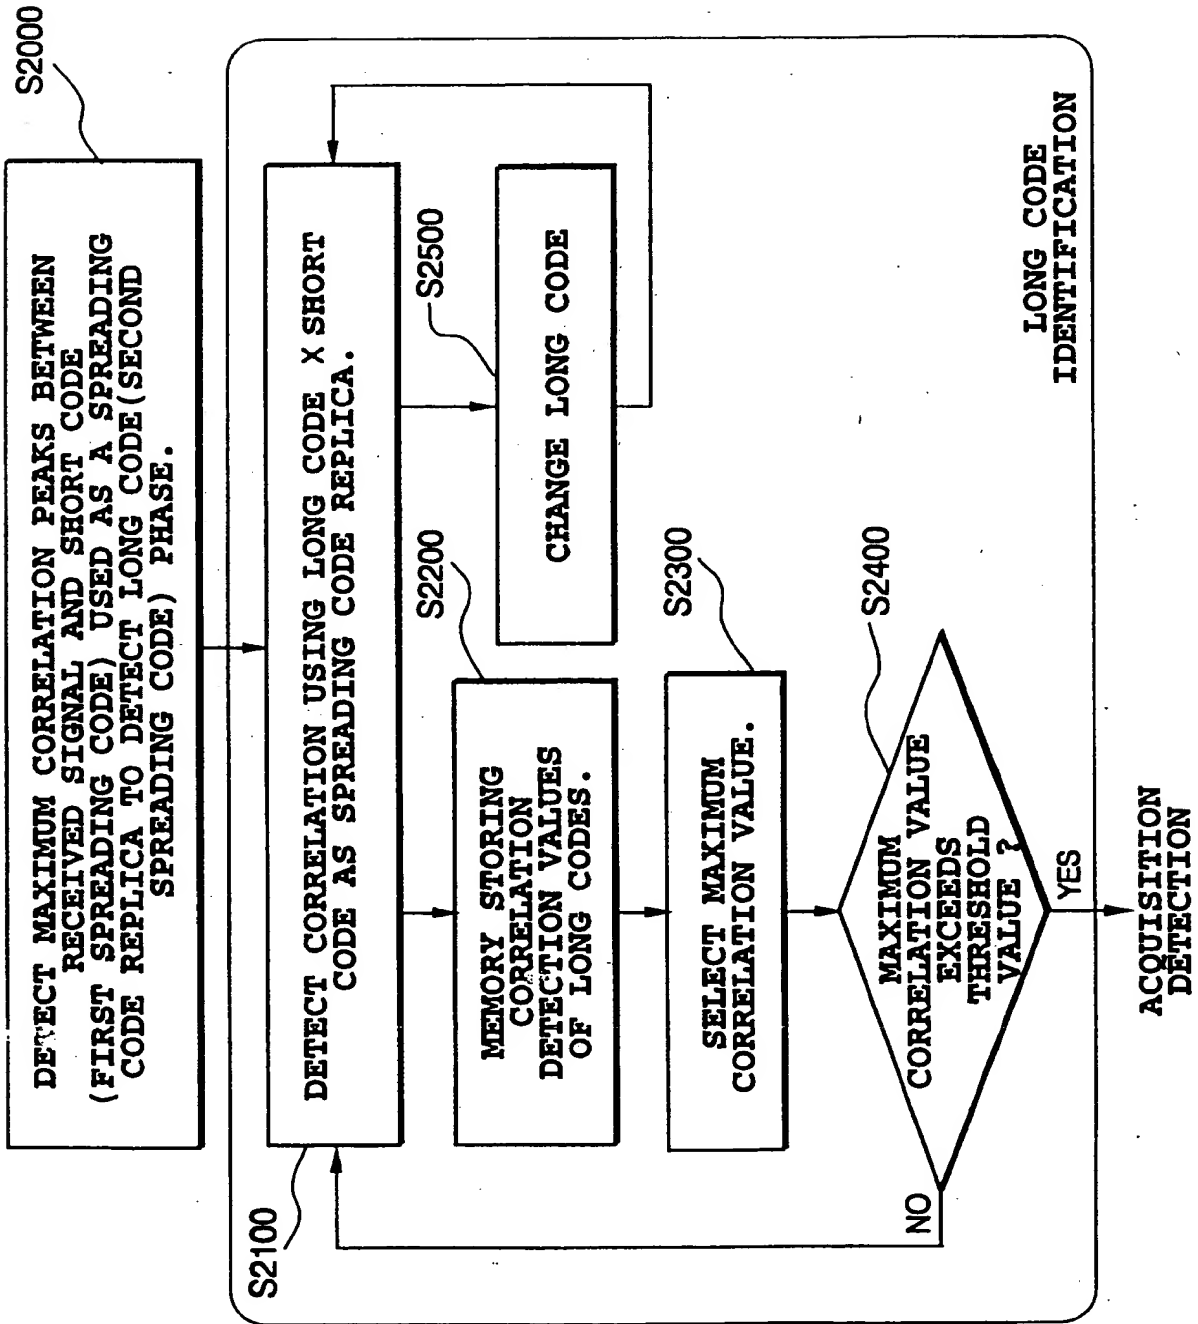 S2000
DETECT MAXIMUM CORRELATION PEAKS BETWEEN
RECEIVED SIGNAL AND SHORT CODE
(FIRST SPREADING CODE) USED AS A SPREADING
CODE REPLICA TO DETECT LONG CODE(SECOND
SPREADING CODE) PHASE.
S2100
DETECT CORRELATION USING LONG CODE X SHORT
CODE AS SPREADING CODE REPLICA.
S2200
MEMORY STORING
CORRELATION
DETECTION VALUES
OF LONG CODES.
S2500
CHANGE LONG CODE
S2300
SELECT MAXIMUM
CORRELATION VALUE.
S2400
MAXIMUM
CORRELATION VALUE
EXCEEDS
THRESHOLD
VALUE ?
NO
YES
LONG CODE
IDENTIFICATION
ACQUISITION
DETECTION